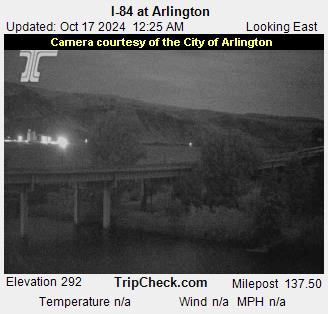 I-84 at Arlington
Updated: Oct 17 2024 12:25 AM Looking East
Camera courtesy of the City of Arlington
Elevation 292 TripCheck.com Milepost 137.50
Temperature n/a Wind n/a MPH n/a